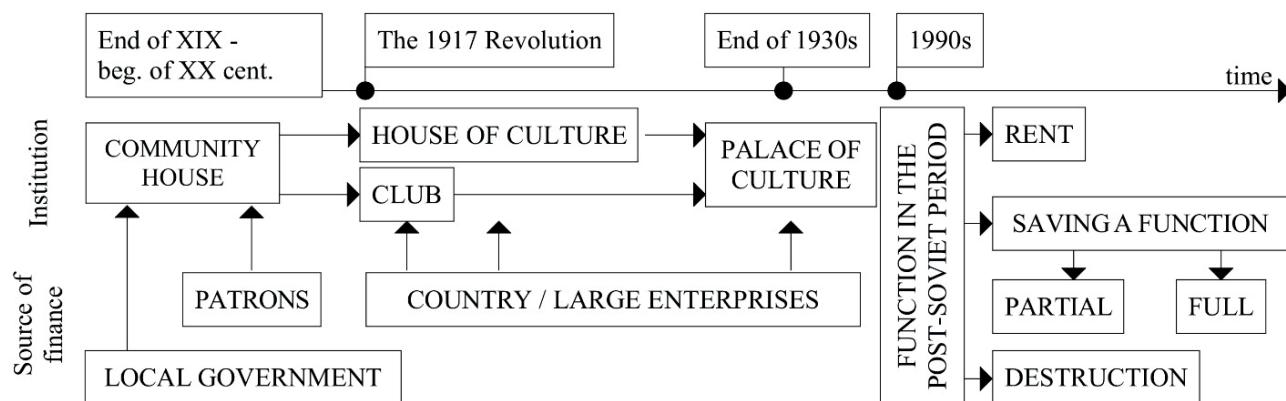 End of XIX -
beg. of XX cent.
The 1917 Revolution
End of 1930s
1990s
time
Institution
COMMUNITY
HOUSE
HOUSE OF CULTURE
CLUB
PALACE OF
CULTURE
FUNCTION IN THE
POST-SOVIET PERIOD
RENT
SAVING A FUNCTION
PARTIAL
FULL
DESTRUCTION
Source of
finance
PATRONS
COUNTRY / LARGE ENTERPRISES
LOCAL GOVERNMENT